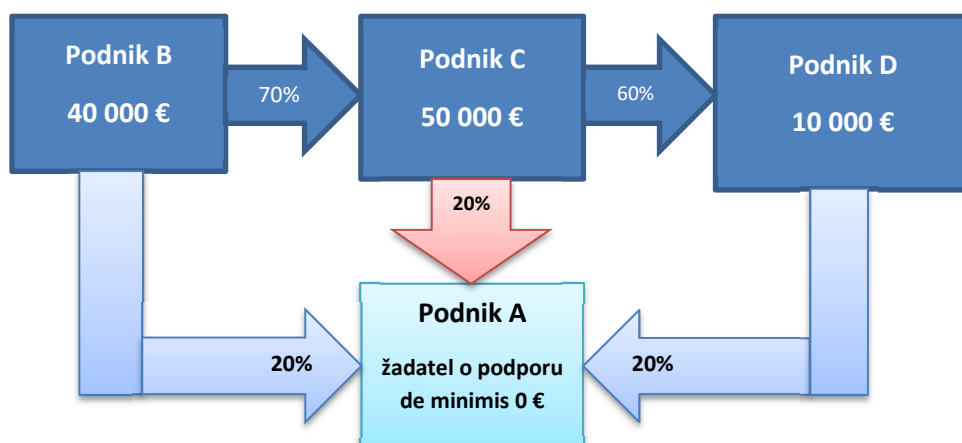 Podnik B
40 000 €
70%
Podnik C
50 000 €
60%
Podnik D
10 000 €
20%
Podnik A
žadatel o podporu
de minimis 0 €
20%
20%